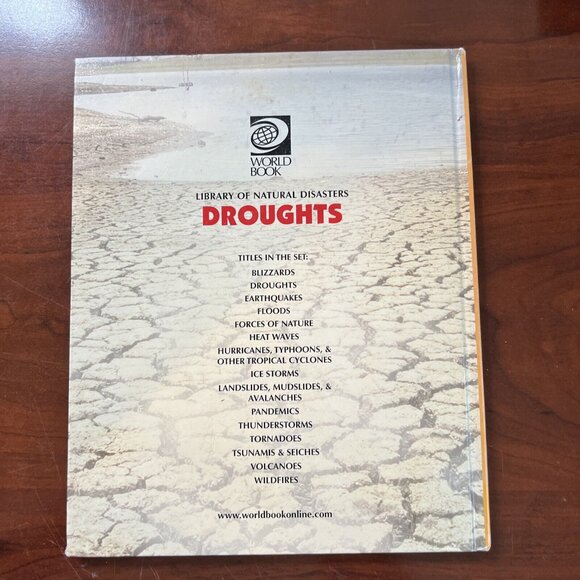 WORLD
BOOK
LIBRARY OF NATURAL DISASTERS
DROUGHTS
TITLES IN THE SET:
BLIZZARDS
DROUGHTS
EARTHQUAKES
FLOODS
FORCES OF NATURE
HEAT WAVES
HURRICANES, TYPHOONS, &
OTHER TROPICAL CYCLONES
ICE STORMS
LANDSLIDES, MUDSLIDES, &
AVALANCHES
PANDEMICS
THUNDERSTORMS
TORNADOES
TSUNAMIS & SEICHES
VOLCANOES
WILDFIRES
www.worldbookonline.com